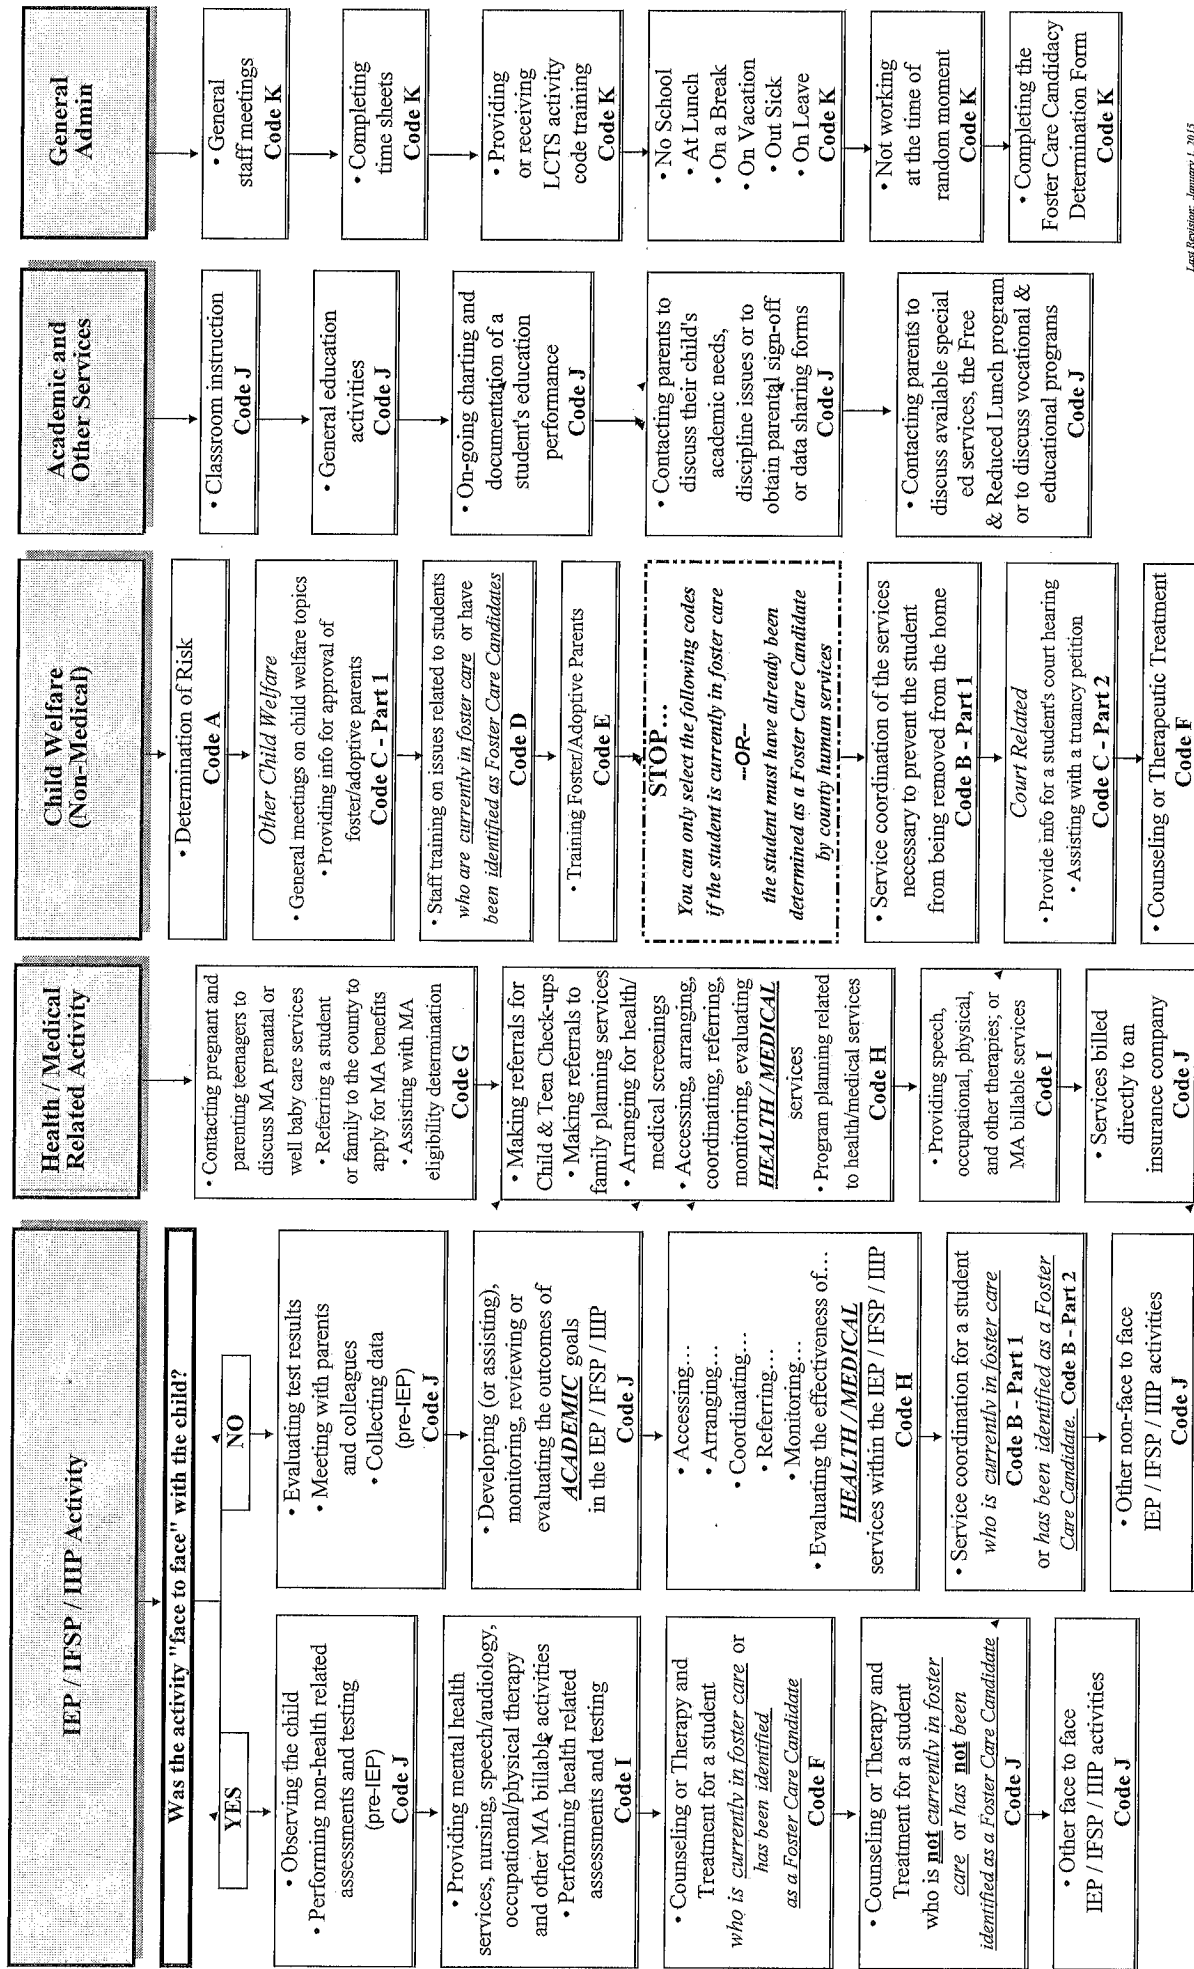 IEP / IFSP / IIIP Activity
Was the activity "face to face" with the child?
YES
• Observing the child
• Performing non-health related
assessments and testing
(pre-IEP)
Code J
• Providing mental health
services, nursing, speech/audiology,
occupational/physical therapy
and other MA billable activities
• Performing health related
assessments and testing
Code I
• Counseling or Therapy and
Treatment for a student
who is currently in foster care or
has been identified
as a Foster Care Candidate
Code F
• Counseling or Therapy and
Treatment for a student
who is not currently in foster
care or has not been
identified as a Foster Care Candidate
Code J
• Other face to face
IEP / IFSP / IIIP activities
Code J
NO
• Evaluating test results
• Meeting with parents
and colleagues
• Collecting data
(pre-IEP)
Code J
• Developing (or assisting),
monitoring, reviewing or
evaluating the outcomes of
ACADEMIC goals
in the IEP / IFSP / IIIP
Code J
• Accessing…
• Arranging…
• Coordinating…
• Referring…
• Monitoring…
• Evaluating the effectiveness of…
HEALTH / MEDICAL
services within the IEP / IFSP / IIIP
Code H
• Service coordination for a student
who is currently in foster care
Code B - Part 1
or has been identified as a Foster
Care Candidate. Code B - Part 2
• Other non-face to face
IEP / IFSP / IIIP activities
Code J
Health / Medical
Related Activity
• Contacting pregnant and
parenting teenagers to
discuss MA prenatal or
well baby care services
• Referring a student
or family to the county to
apply for MA benefits
• Assisting with MA
eligibility determination
Code G
• Making referrals for
Child & Teen Check-ups
• Making referrals to
family planning services
• Arranging for health/
medical screenings
• Accessing, arranging,
coordinating, referring,
monitoring, evaluating
HEALTH / MEDICAL
services
• Program planning related
to health/medical services
Code H
• Providing speech,
occupational, physical,
and other therapies; or
MA billable services
Code I
• Services billed
directly to an
insurance company
Code J
Child Welfare
(Non-Medical)
• Determination of Risk
Code A
Other Child Welfare
• General meetings on child welfare topics
• Providing info for approval of
foster/adoptive parents
Code C - Part 1
• Staff training on issues related to students
who are currently in foster care or have
been identified as Foster Care Candidates
Code D
• Training Foster/Adoptive Parents
Code E
STOP…
You can only select the following codes
if the student is currently in foster care
--OR--
the student must have already been
determined as a Foster Care Candidate
by county human services
• Service coordination of the services
necessary to prevent the student
from being removed from the home
Code B - Part 1
Court Related
• Provide info for a student's court hearing
• Assisting with a truancy petition
Code C - Part 2
• Counseling or Therapeutic Treatment
Code F
Academic and
Other Services
• Classroom instruction
Code J
• General education
activities
Code J
• On-going charting and
documentation of a
student's education
performance
Code J
• Contacting parents to
discuss their child's
academic needs,
discipline issues or to
obtain parental sign-off
or data sharing forms
Code J
• Contacting parents to
discuss available special
ed services, the Free
& Reduced Lunch program
or to discuss vocational &
educational programs
Code J
General
Admin
• General
staff meetings
Code K
• Completing
time sheets
Code K
• Providing
or receiving
LCTS activity
code training
Code K
• No School
• At Lunch
• On a Break
• On Vacation
• Out Sick
• On Leave
Code K
• Not working
at the time of
random moment
Code K
• Completing the
Foster Care Candidacy
Determination Form
Code K
Last Revision: January 1, 2015